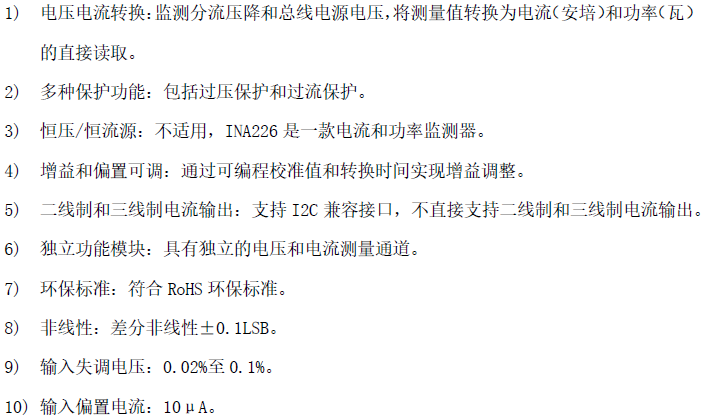 1) 电压电流转换：监测分流压降和总线电源电压，将测量值转换为电流（安培）和功率（瓦）
的直接读取。
2) 多种保护功能：包括过压保护和过流保护。
3) 恒压/恒流源：不适用，INA226 是一款电流和功率监测器。
4) 增益和偏置可调：通过可编程校准值和转换时间实现增益调整。
5) 二线制和三线制电流输出：支持 I2C 兼容接口，不直接支持二线制和三线制电流输出。
6) 独立功能模块：具有独立的电压和电流测量通道。
7) 环保标准：符合 RoHS 环保标准。
8) 非线性：差分非线性±0.1LSB。
9) 输入失调电压：0.02%至 0.1%。
10) 输入偏置电流：10μA。